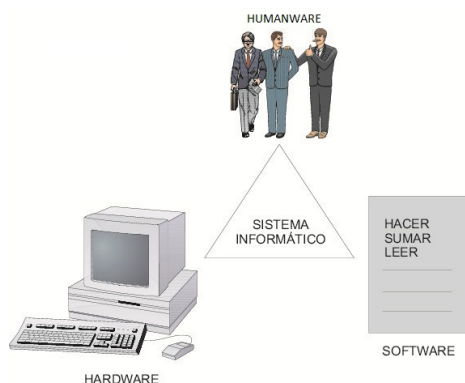 HUMANWARE
SISTEMA
INFORMÁTICO
HACER
SUMAR
LEER
SOFTWARE
HARDWARE